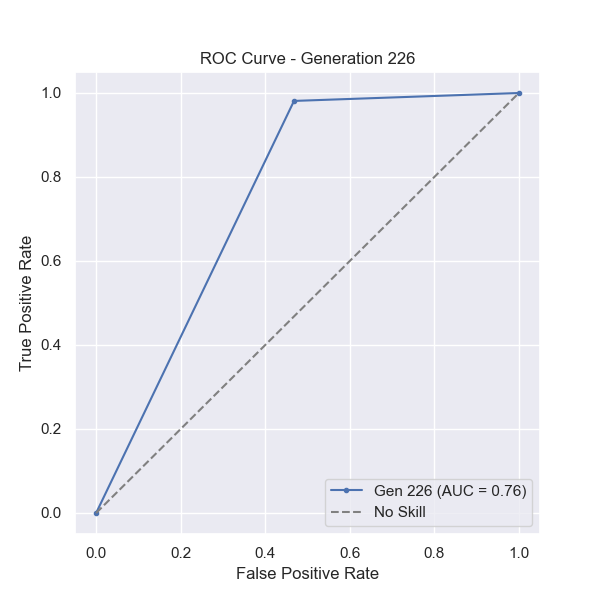 ROC Curve - Generation 226
True Positive Rate
1.0
0.8
0.6
0.4
0.2
0.0
Gen 226 (AUC = 0.76)
No Skill
0.0 0.2 0.4 0.6 0.8 1.0
False Positive Rate